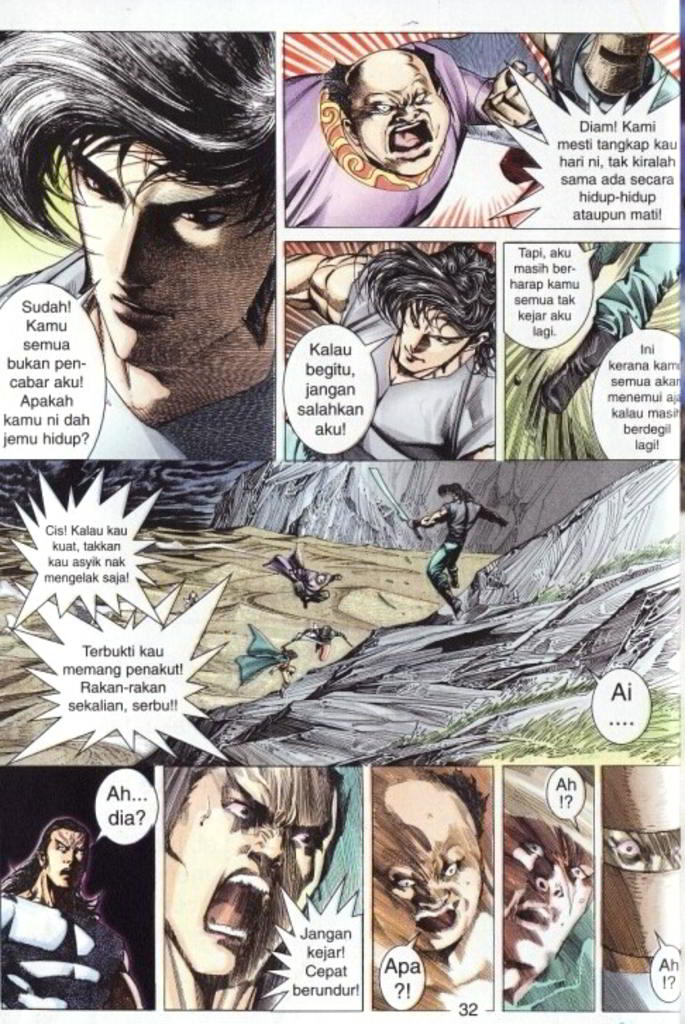 Sudah!
Kamu
semua
bukan pen-
cabar aku!
Apakah
kamu ni dah
jemu hidup?
Diam! Kami
mesti tangkap kau
hari ni, tak kiralah
sama ada secara
hidup-hidup
ataupun mati!
Kalau
begitu,
jangan
salahkan
aku!
Tapi, aku
masih ber-
harap kamu
semua tak
kejar aku
lagi.
Ini
kerana kam
semua akan
menemui aj
kalau masih
berdegil
lagi!
Cis! Kalau kau
kuat, takkan
kau asyik nak
mengelak saja!
Terbukti kau
memang penakut!
Rakan-rakan
sekalian, serbu!!
Ai
....
Ah...
dia?
Jangan
kejar!
Cepat
berundur!
Apa
?!
Ah
!?
Ah
!?
32